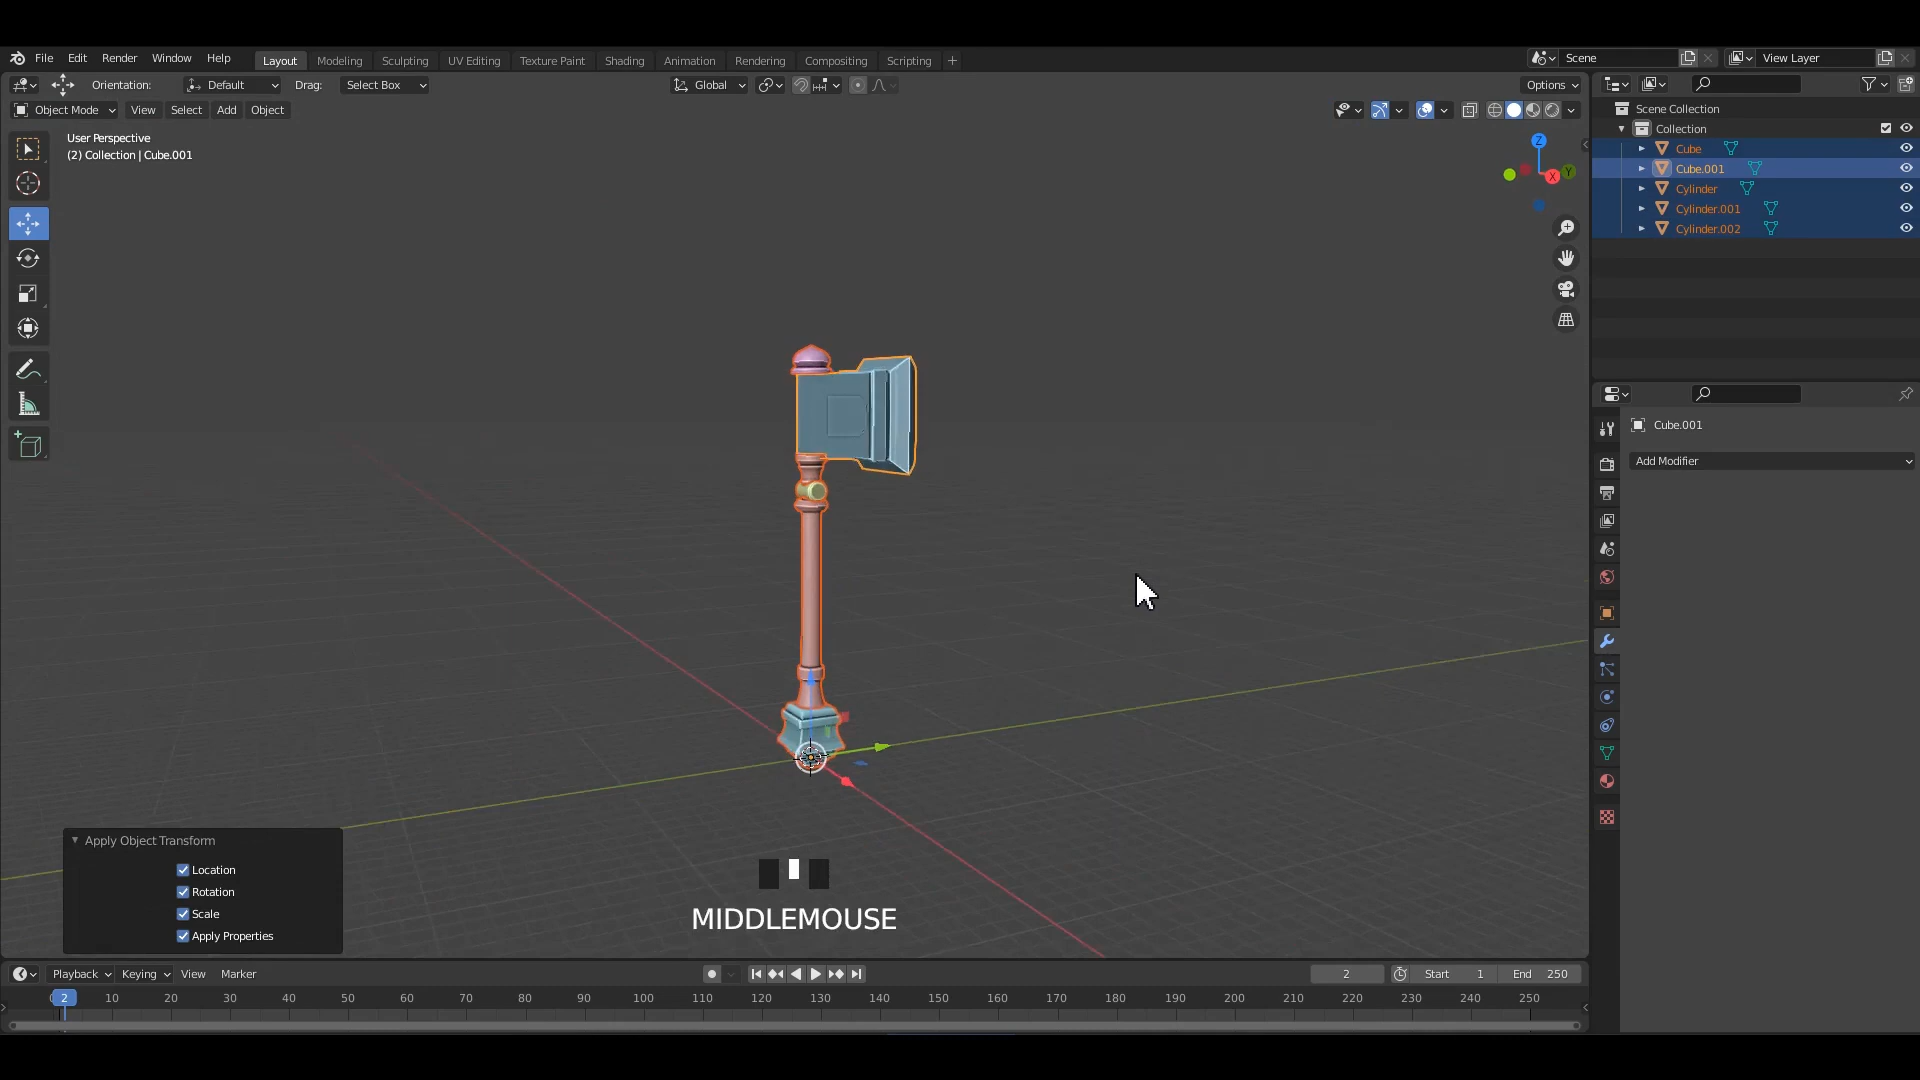 File Edit Render Window Help Layout Modeling Sculpting UV Editing Texture Paint Shading Animation Rendering Compositing Scripting + Scene View Layer
Orientation: Default Drag: Select Box Global Options
Object Mode View Select Add Object
User Perspective
(2) Collection | Cube.001
Z
X
Y
Scene Collection
Collection
Cube
Cube.001
Cylinder
Cylinder.001
Cylinder.002
Cube.001
Add Modifier
Apply Object Transform
Location
Rotation
Scale
Apply Properties
MIDDLEMOUSE
Playback Keying View Marker 2 Start 1 End 250
2 10 20 30 40 50 60 70 80 90 100 110 120 130 140 150 160 170 180 190 200 210 220 230 240 250